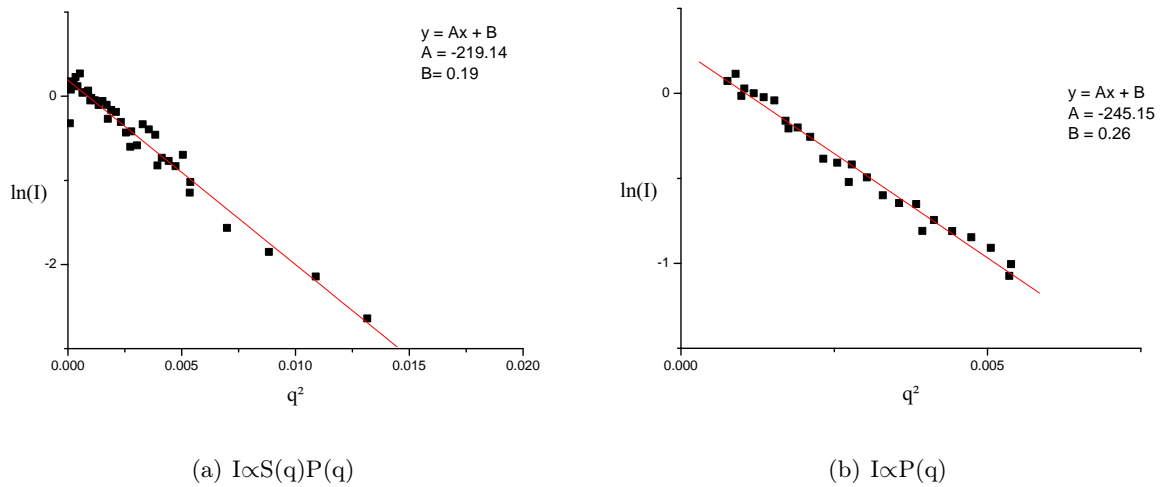 y = Ax + B
A = -219.14
B= 0.19
0
-2
ln(I)
0.000
0.005
0.010
0.015
0.020
q²
(a) I∝S(q)P(q)
y = Ax + B
A = -245.15
B = 0.26
0
-1
ln(I)
0.000
0.005
q²
(b) I∝P(q)